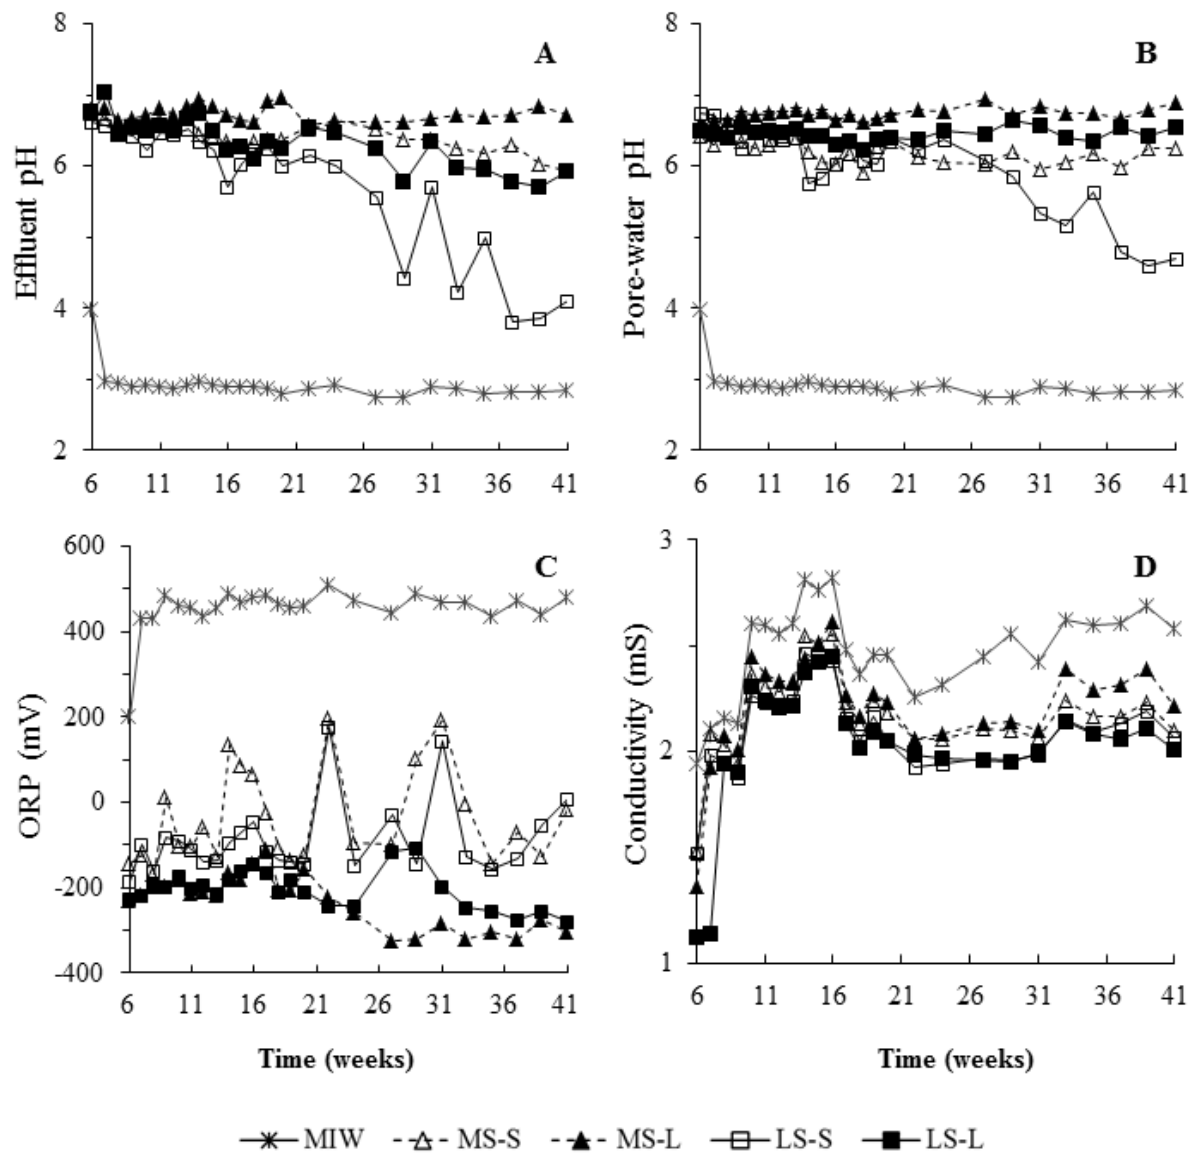 A
Effluent pH
8
6
4
2
6 11 16 21 26 31 36 41
B
Pore-water pH
8
6
4
2
6 11 16 21 26 31 36 41
C
ORP (mV)
600
400
200
0
-200
-400
6 11 16 21 26 31 36 41
Time (weeks)
D
Conductivity (mS)
3
2
1
6 11 16 21 26 31 36 41
Time (weeks)
MIW MS-S MS-L LS-S LS-L